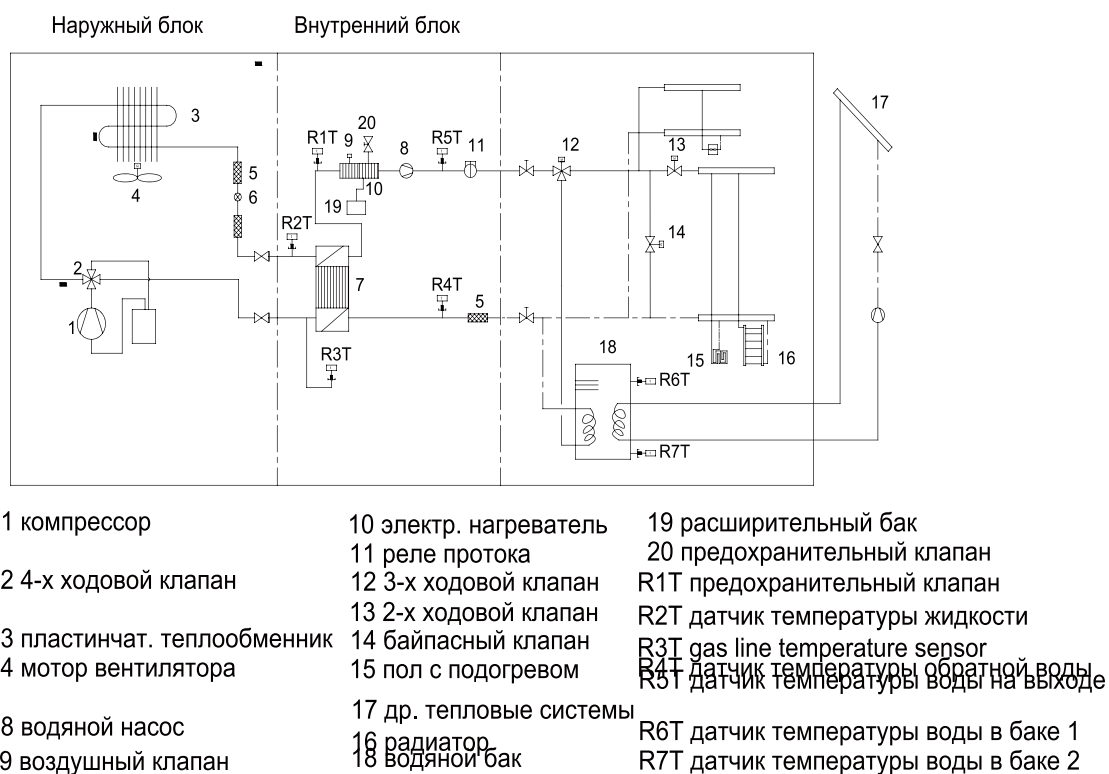 Наружный блок
Внутренний блок
3
4
5
6
2
1
R1T
9
20
8
R5T
11
10
19
R2T
7
R4T
5
R3T
12
13
14
17
15
16
18
R6T
R7T
1 компрессор
2 4-х ходовой клапан
3 пластинчат. теплообменник
4 мотор вентилятора
8 водяной насос
9 воздушный клапан
10 электр. нагреватель
11 реле протока
12 3-х ходовой клапан
13 2-х ходовой клапан
14 байпасный клапан
15 пол с подогревом
17 др. тепловые системы
16 радиатор
18 водяной бак
19 расширительный бак
20 предохранительный клапан
R1T предохранительный клапан
R2T датчик температуры жидкости
R3T gas line temperature sensor
R4T датчик температуры обратной воды
R5T датчик температуры воды на выходе
R6T датчик температуры воды в баке 1
R7T датчик температуры воды в баке 2